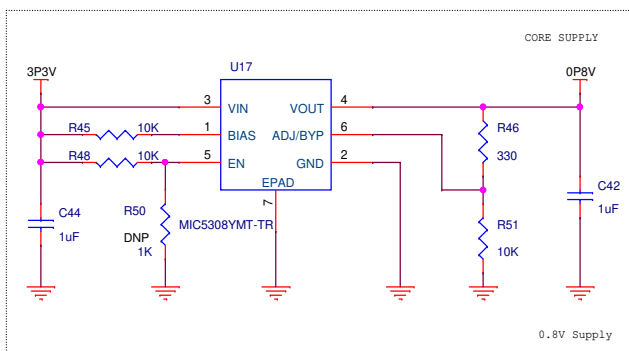 CORE SUPPLY
3P3V
U17
0P8V
3
VIN
VOUT
4
R45
10K
1
BIAS
ADJ/BYP
6
R46
R48
10K
5
EN
GND
2
330
EPAD
C44
1uF
R50
DNP
1K
7
MIC5308YMT-TR
R51
10K
C42
1uF
0.8V Supply